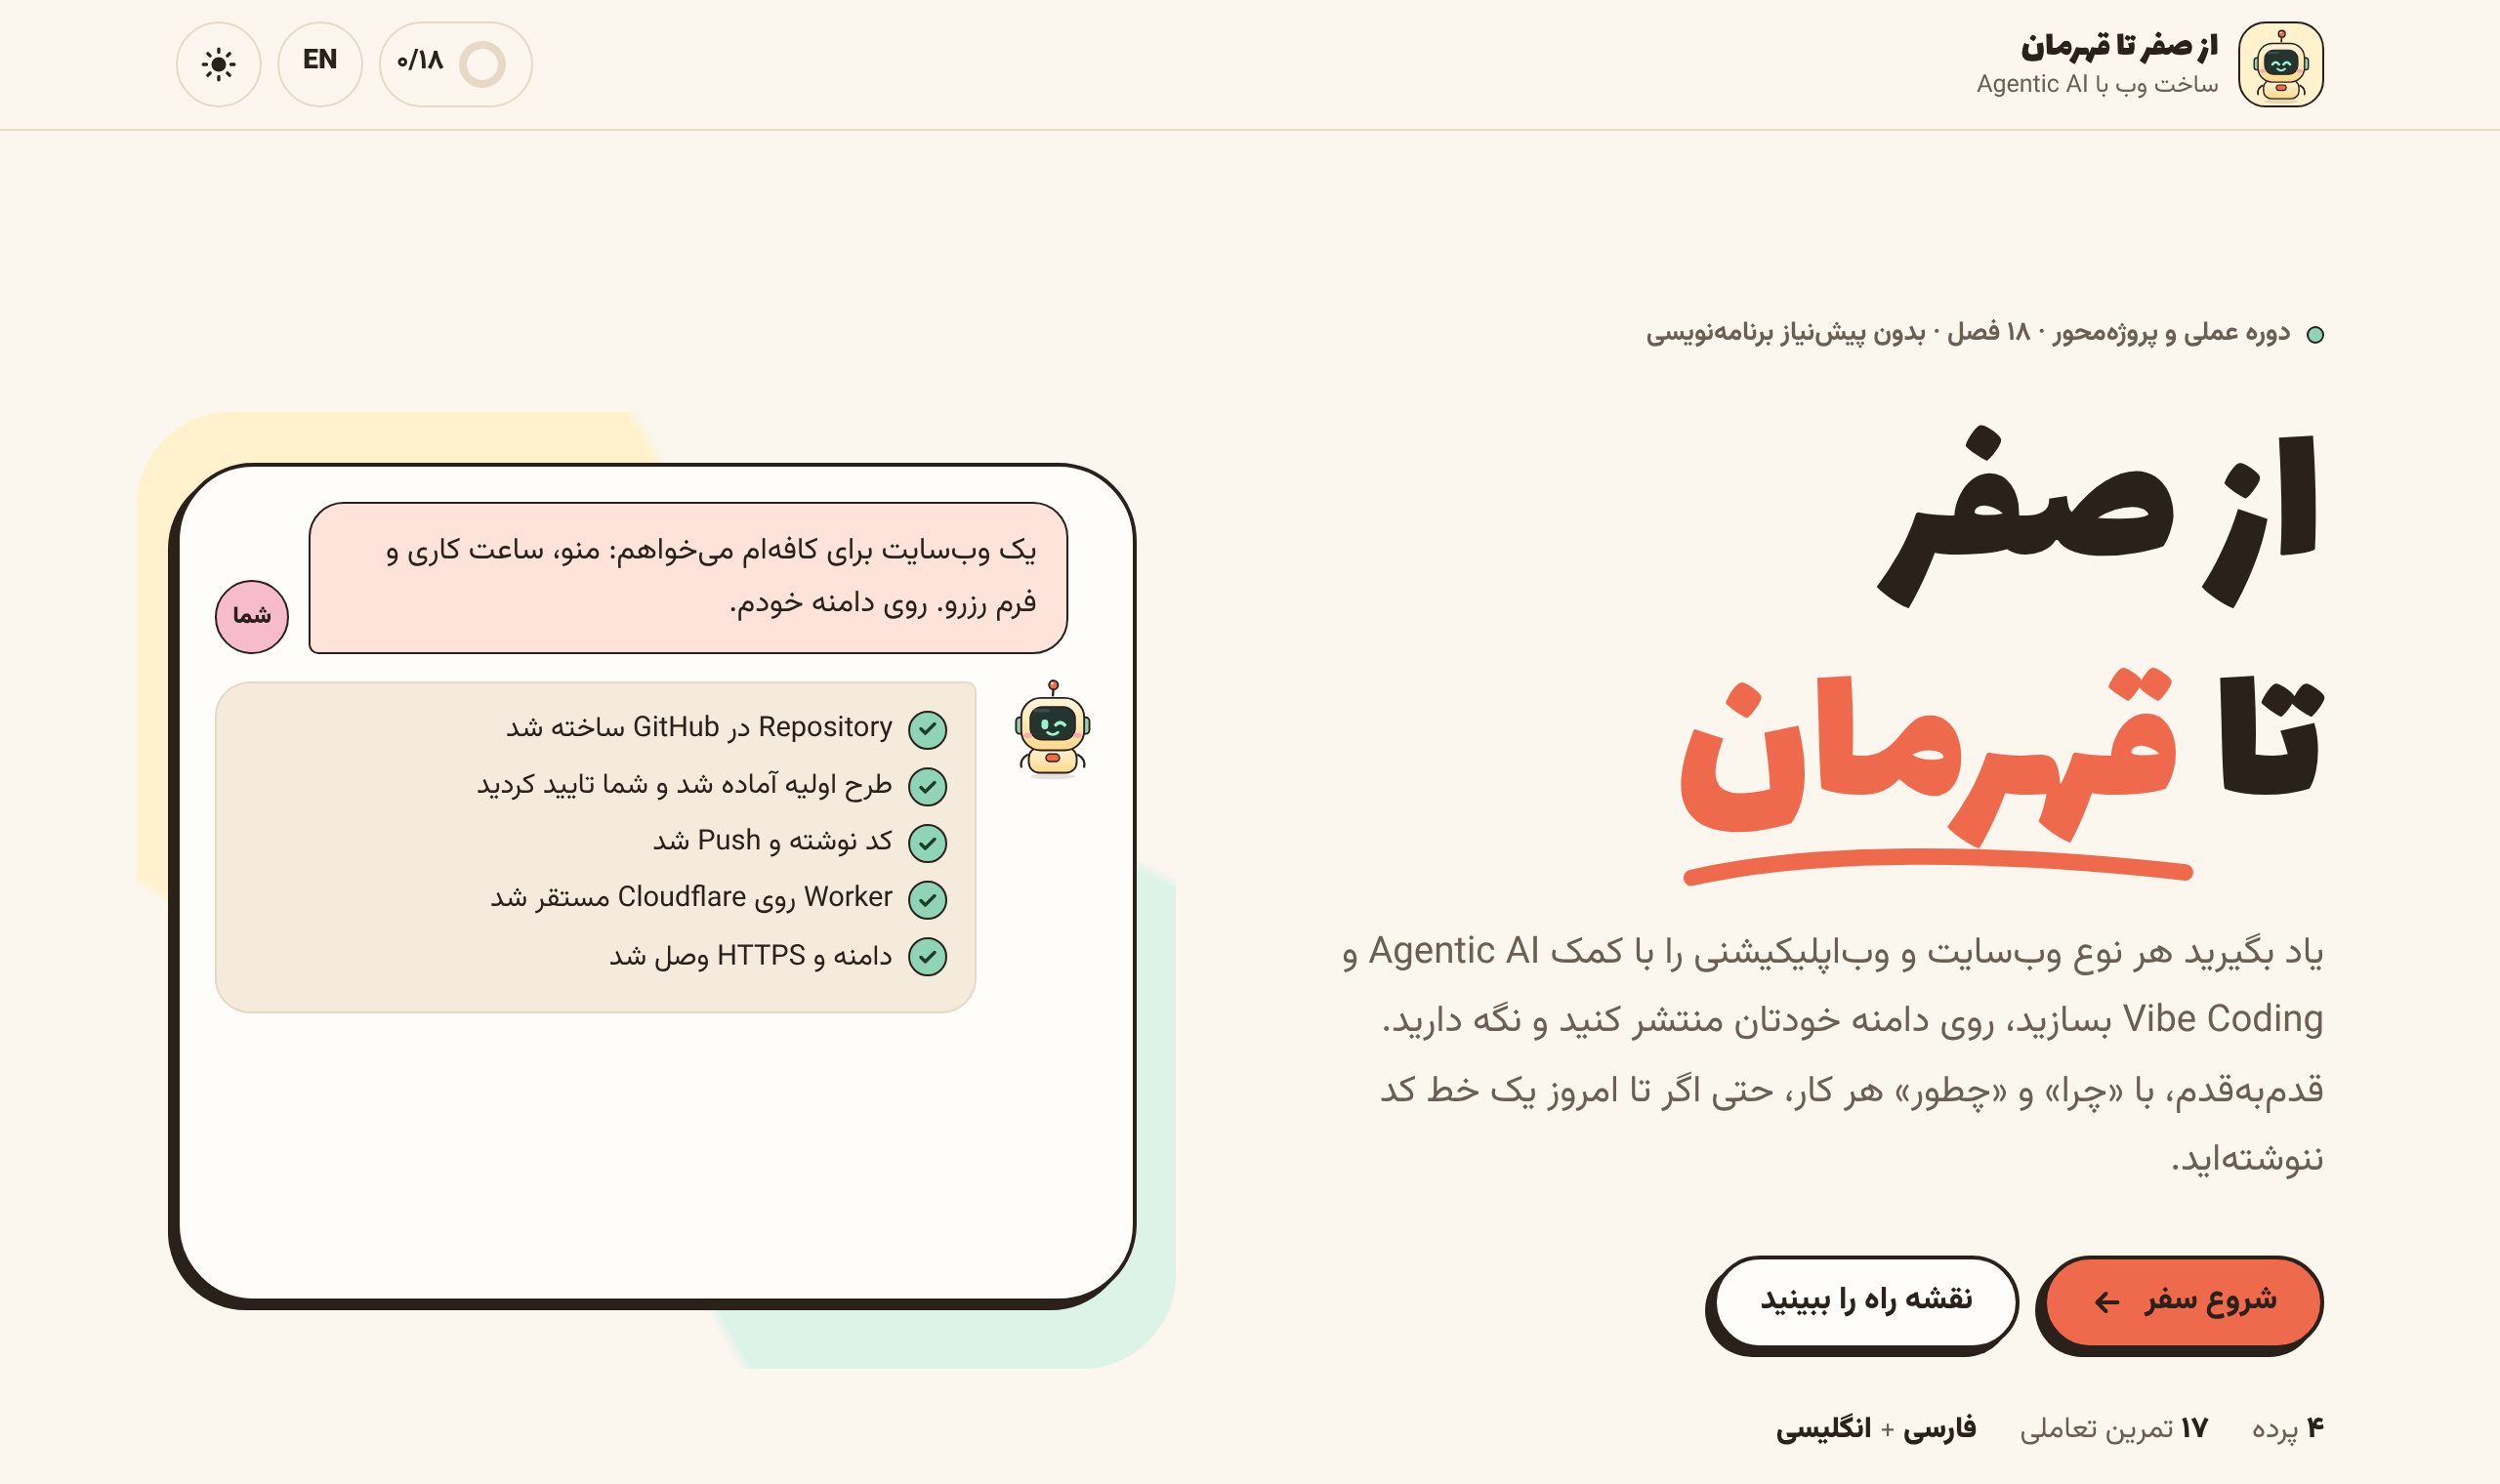 از صفر تا قهرمان
ساخت وب با Agentic AI
۰/۱۸
EN
دوره عملی و پروژه‌محور · ۱۸ فصل · بدون پیش‌نیاز برنامه‌نویسی
از صفر
تا قهرمان
یاد بگیرید هر نوع وب‌سایت و وب‌اپلیکیشنی را با کمک Agentic AI و
Vibe Coding بسازید، روی دامنه خودتان منتشر کنید و نگه دارید.
قدم‌به‌قدم، با «چرا» و «چطور» هر کار، حتی اگر تا امروز یک خط کد
ننوشته‌اید.
شروع سفر ←
نقشه راه را ببینید
۴ پرده
۱۷ تمرین تعاملی
فارسی + انگلیسی
یک وب‌سایت برای کافه‌ام می‌خواهم: منو، ساعت کاری و
فرم رزرو. روی دامنه خودم.
شما
Repository در GitHub ساخته شد
طرح اولیه آماده شد و شما تایید کردید
کد نوشته و Push شد
Worker روی Cloudflare مستقر شد
دامنه و HTTPS وصل شد